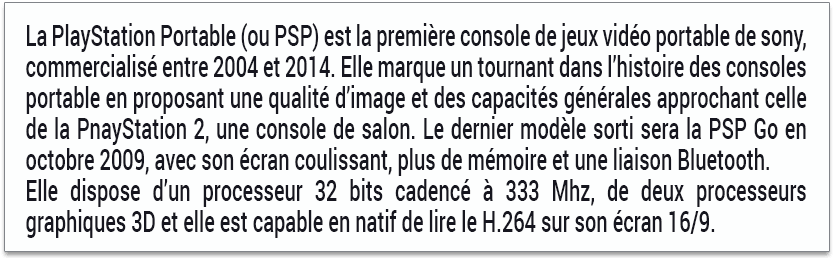 La PlayStation Portable (ou PSP) est la première console de jeux vidéo portable de sony,
commercialisé entre 2004 et 2014. Elle marque un tournant dans l'histoire des consoles
portable en proposant une qualité d'image et des capacités générales approchant celle
de la PnayStation 2, une console de salon. Le dernier modèle sorti sera la PSP Go en
octobre 2009, avec son écran coulissant, plus de mémoire et une liaison Bluetooth.
Elle dispose d'un processeur 32 bits cadencé à 333 Mhz, de deux processeurs
graphiques 3D et elle est capable en natif de lire le H.264 sur son écran 16/9.